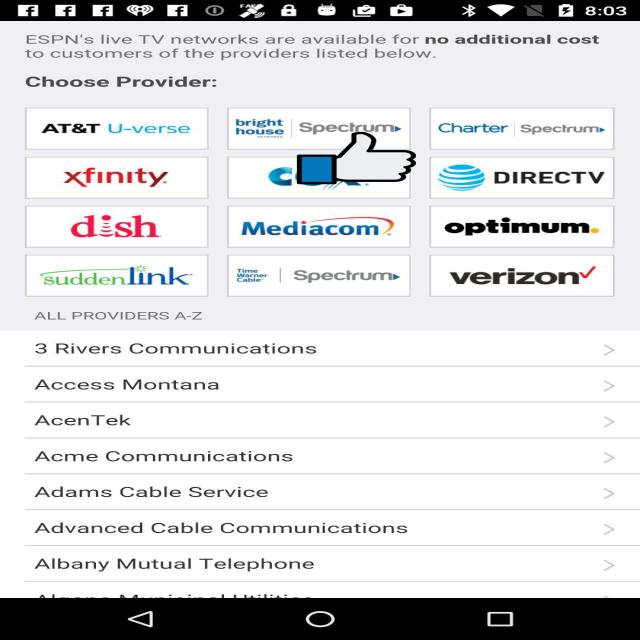 8:03
ESPN's live TV networks are available for no additional cost
to customers of the providers listed below.
Choose Provider:
AT&T U-verse
bright house NETWORKS | Spectrum
Charter | Spectrum
xfinity
DIRECTV
dish
Mediacom
optimum.
suddenlink
Time Warner Cable | Spectrum
verizon
ALL PROVIDERS A-Z
3 Rivers Communications
Access Montana
AcenTek
Acme Communications
Adams Cable Service
Advanced Cable Communications
Albany Mutual Telephone